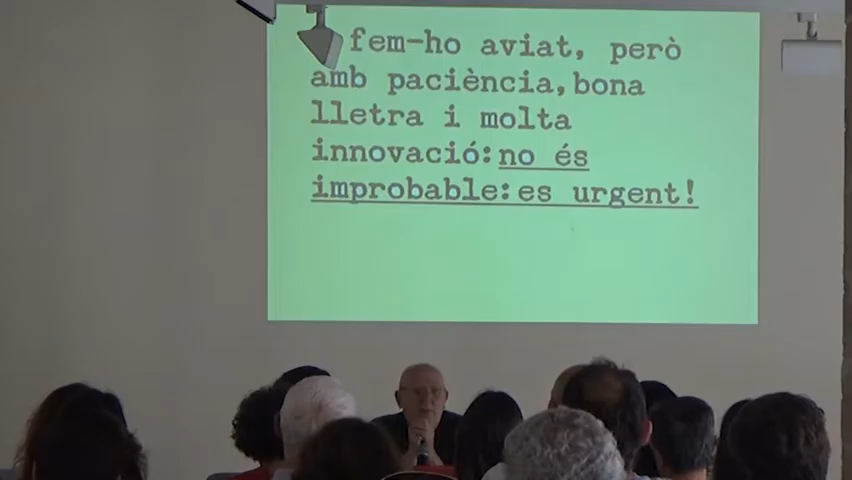 fem-ho aviat, però
amb paciència, bona
lletra i molta
innovació: no és
improbable: es urgent!